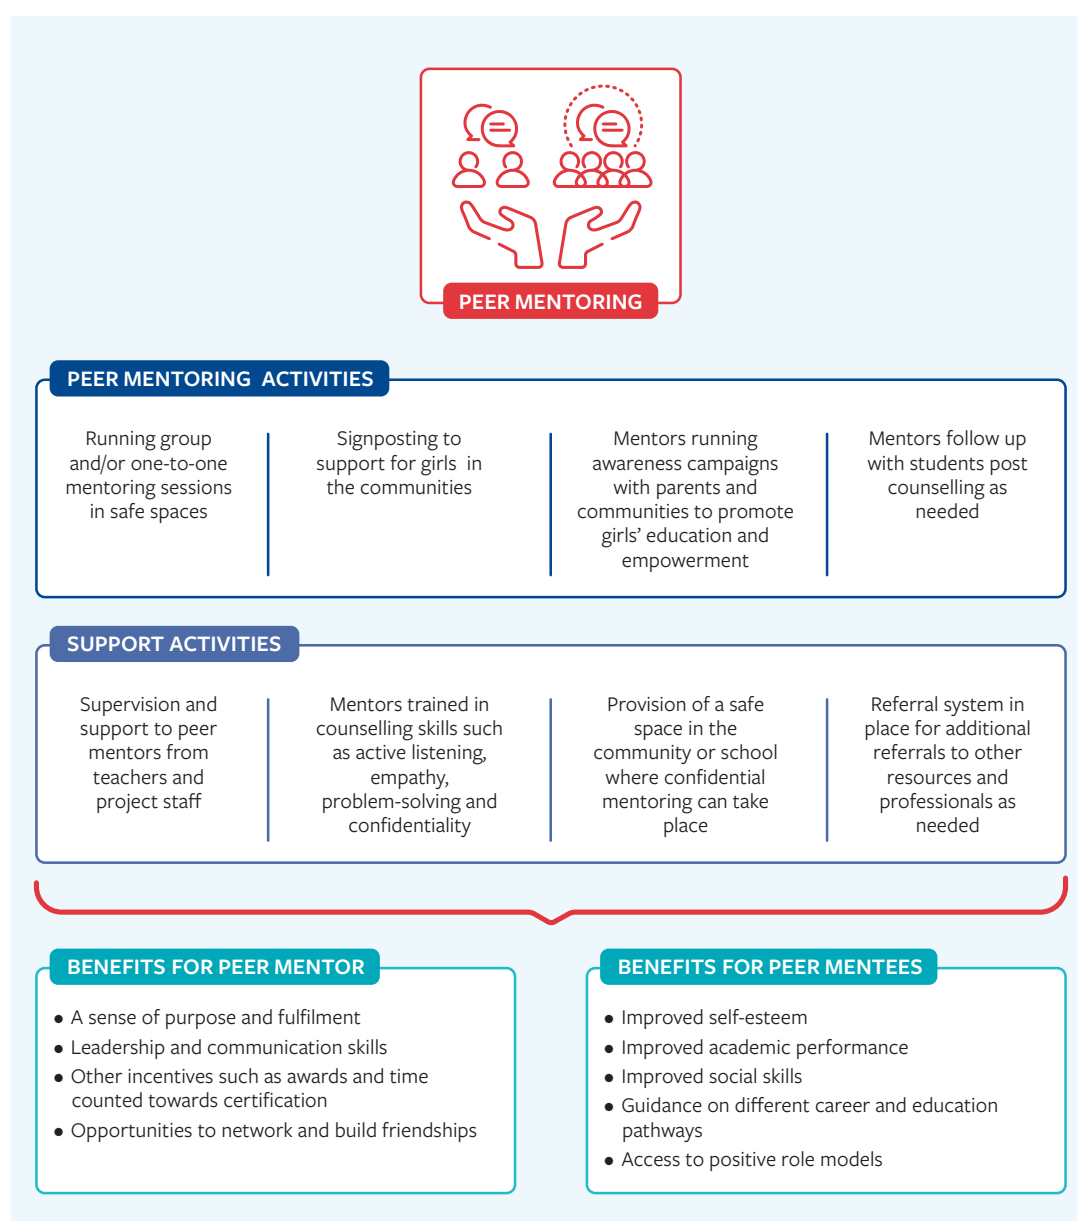 PEER MENTORING
PEER MENTORING ACTIVITIES
Running group
and/or one-to-one
mentoring sessions
in safe spaces
Signposting to
support for girls in
the communities
Mentors running
awareness campaigns
with parents and
communities to promote
girls’ education and
empowerment
Mentors follow up
with students post
counselling as
needed
SUPPORT ACTIVITIES
Supervision and
support to peer
mentors from
teachers and
project staff
Mentors trained in
counselling skills such
as active listening,
empathy,
problem-solving and
confidentiality
Provision of a safe
space in the
community or school
where confidential
mentoring can take
place
Referral system in
place for additional
referrals to other
resources and
professionals as
needed
BENEFITS FOR PEER MENTOR
• A sense of purpose and fulfilment
• Leadership and communication skills
• Other incentives such as awards and time
counted towards certification
• Opportunities to network and build friendships
BENEFITS FOR PEER MENTEES
• Improved self-esteem
• Improved academic performance
• Improved social skills
• Guidance on different career and education
pathways
• Access to positive role models